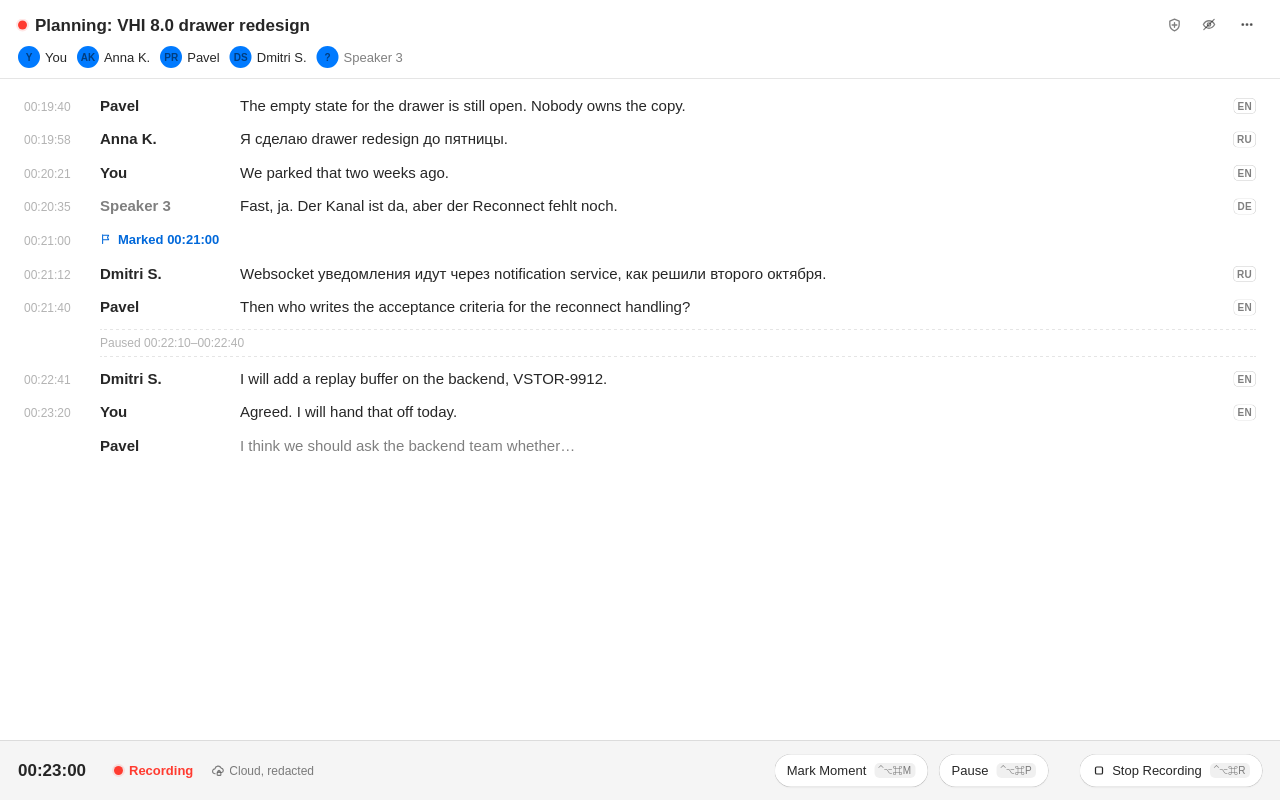 Planning: VHI 8.0 drawer redesign
Y You AK Anna K. PR Pavel DS Dmitri S. ? Speaker 3
00:19:40 Pavel The empty state for the drawer is still open. Nobody owns the copy. EN
00:19:58 Anna K. Я сделаю drawer redesign до пятницы. RU
00:20:21 You We parked that two weeks ago. EN
00:20:35 Speaker 3 Fast, ja. Der Kanal ist da, aber der Reconnect fehlt noch. DE
00:21:00 Marked 00:21:00
00:21:12 Dmitri S. Websocket уведомления идут через notification service, как решили второго октября. RU
00:21:40 Pavel Then who writes the acceptance criteria for the reconnect handling? EN
Paused 00:22:10–00:22:40
00:22:41 Dmitri S. I will add a replay buffer on the backend, VSTOR-9912. EN
00:23:20 You Agreed. I will hand that off today. EN
Pavel I think we should ask the backend team whether…
00:23:00 Recording Cloud, redacted Mark Moment ⌃⌥⌘M Pause ⌃⌥⌘P Stop Recording ⌃⌥⌘R